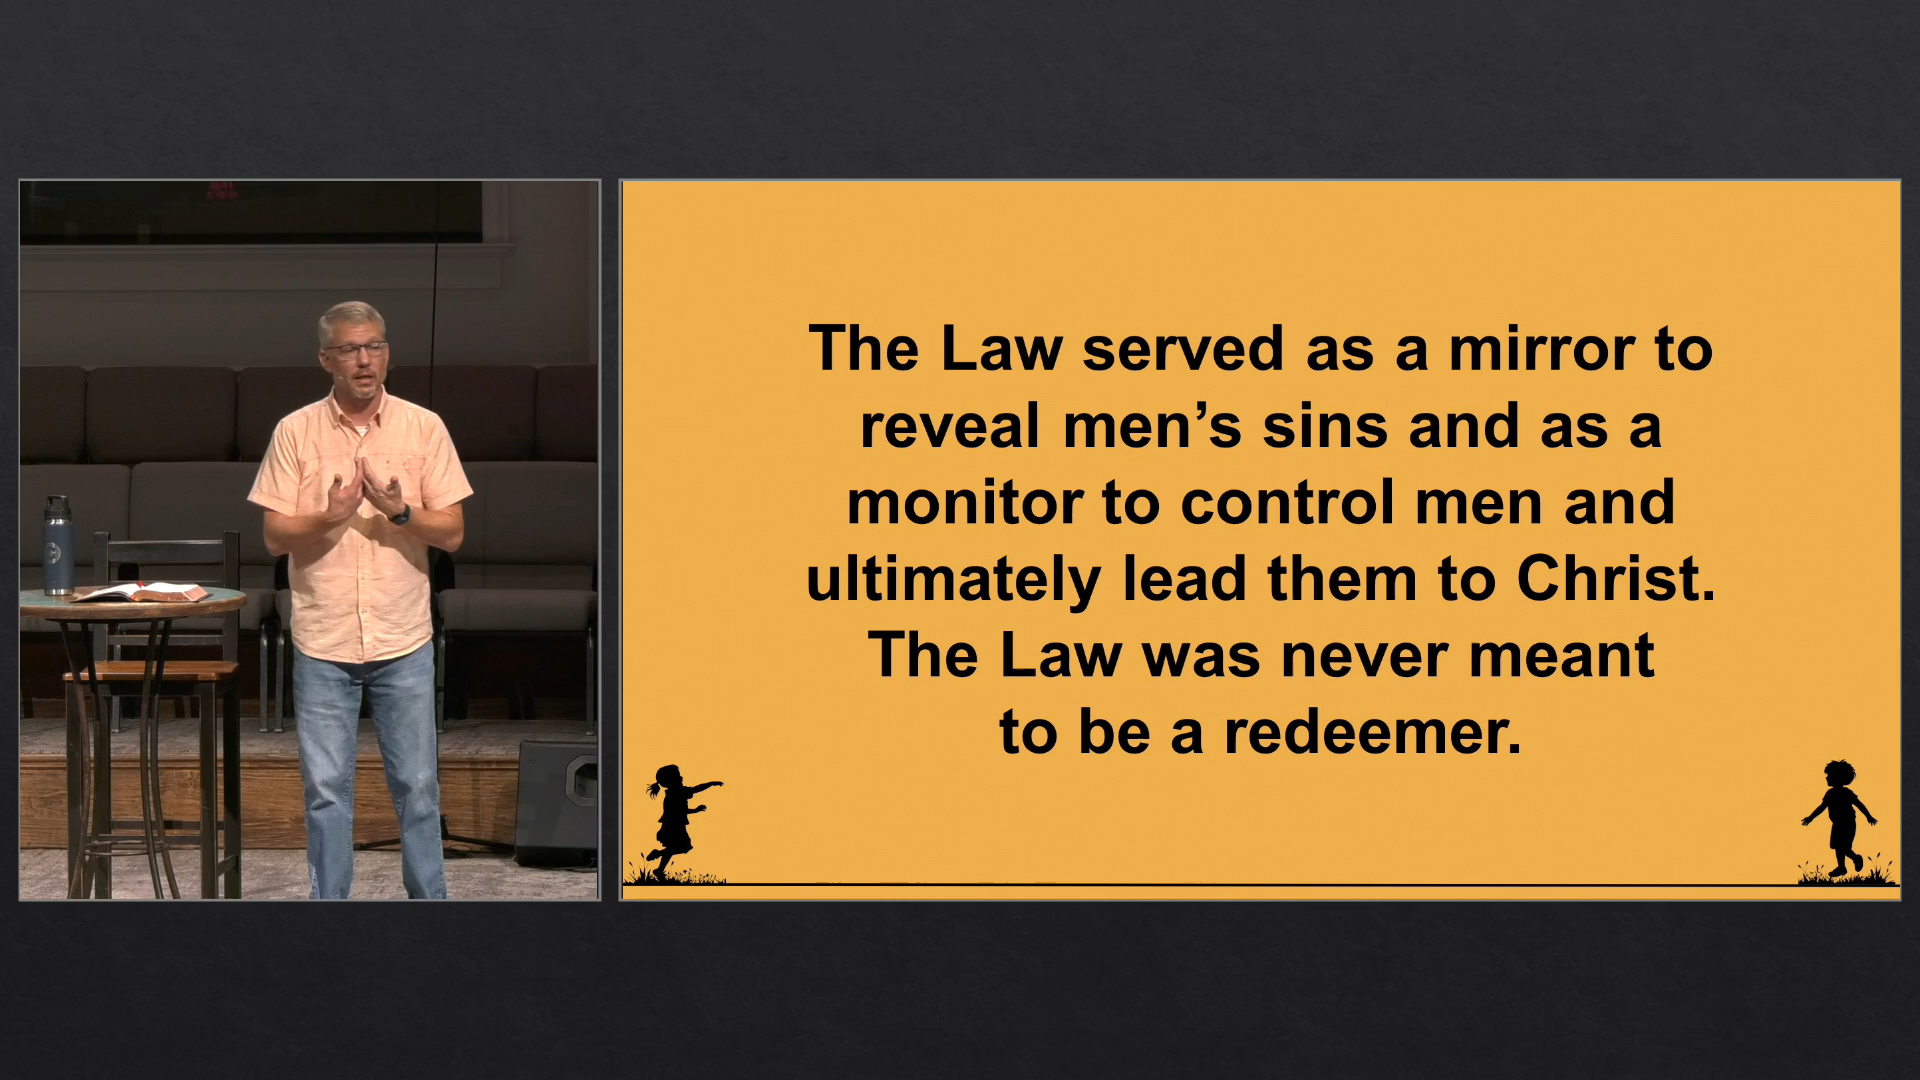 The Law served as a mirror to
reveal men’s sins and as a
monitor to control men and
ultimately lead them to Christ.
The Law was never meant
to be a redeemer.